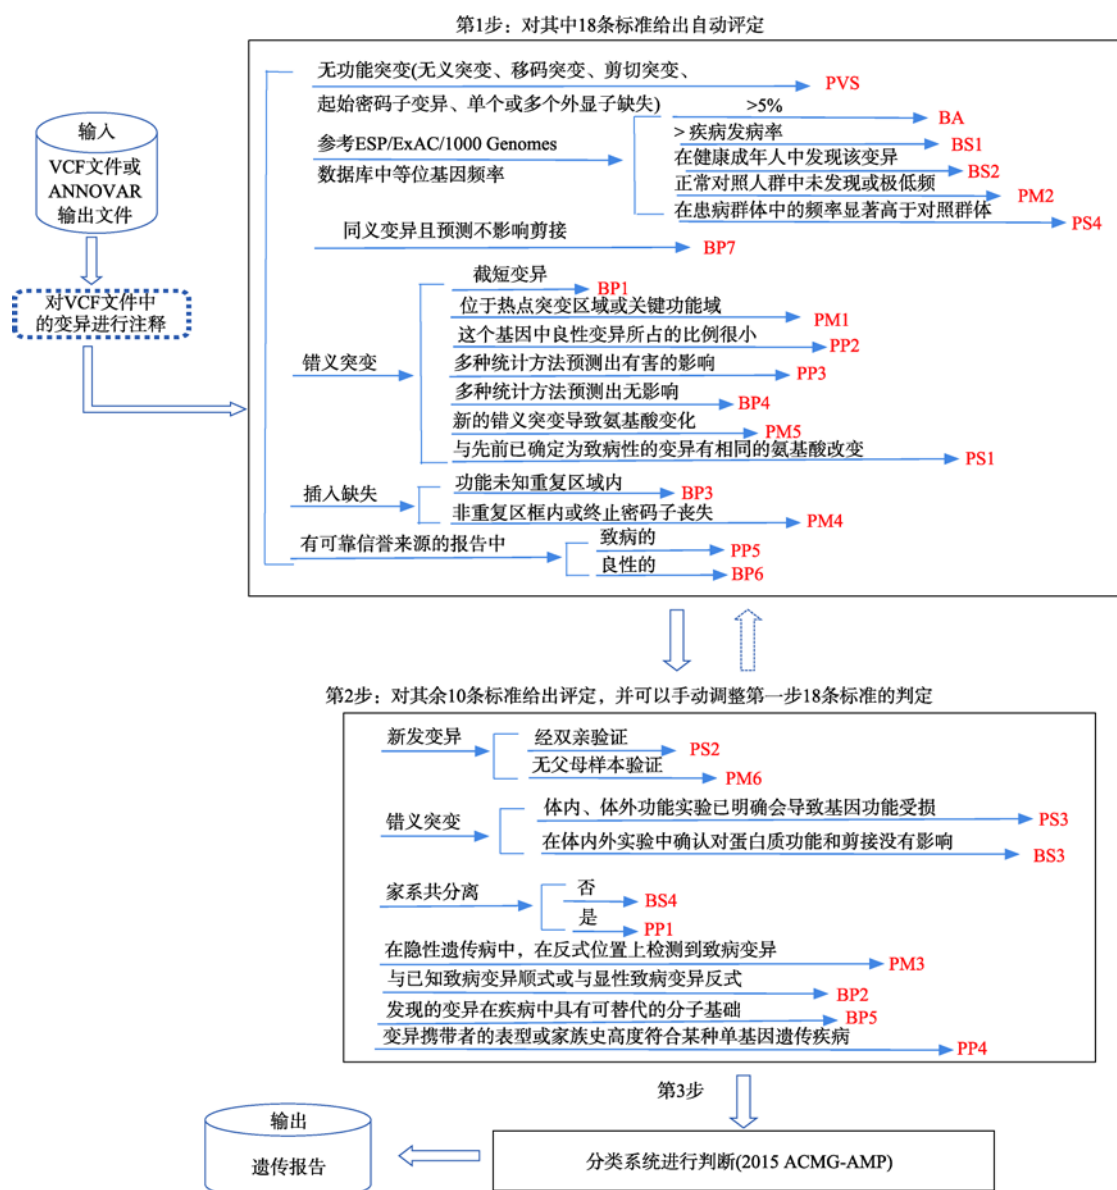 第1步：对其中18条标准给出自动评定
输入
VCF文件或
ANNOVAR
输出文件
对VCF文件中
的变异进行注释
无功能突变(无义突变、移码突变、剪切突变、
PVS
起始密码子变异、单个或多个外显子缺失)
参考ESP/ExAC/1000 Genomes
数据库中等位基因频率
>5%
BA
>疾病发病率
BS1
在健康成年人中发现该变异
BS2
正常对照人群中未发现或极低频
PM2
在患病群体中的频率显著高于对照群体
PS4
同义变异且预测不影响剪接
BP7
错义突变
截短变异
BP1
位于热点突变区域或关键功能域
PM1
这个基因中良性变异所占的比例很小
PP2
多种统计方法预测出有害的影响
PP3
多种统计方法预测出无影响
BP4
新的错义突变导致氨基酸变化
PM5
与先前已确定为致病性的变异有相同的氨基酸改变
PS1
插入缺失
功能未知重复区域内
BP3
非重复区框内或终止密码子丧失
PM4
有可靠信誉来源的报告中
致病的
PP5
良性的
BP6
第2步：对其余10条标准给出评定，并可以手动调整第一步18条标准的判定
新发变异
经双亲验证
PS2
无父母样本验证
PM6
错义突变
体内、体外功能实验已明确会导致基因功能受损
PS3
在体内外实验中确认对蛋白质功能和剪接没有影响
BS3
家系共分离
否
BS4
是
PP1
在隐性遗传病中，在反式位置上检测到致病变异
PM3
与已知致病变异顺式或与显性致病变异反式
BP2
发现的变异在疾病中具有可替代的分子基础
BP5
变异携带者的表型或家族史高度符合某种单基因遗传疾病
PP4
第3步
分类系统进行判断(2015 ACMG-AMP)
输出
遗传报告